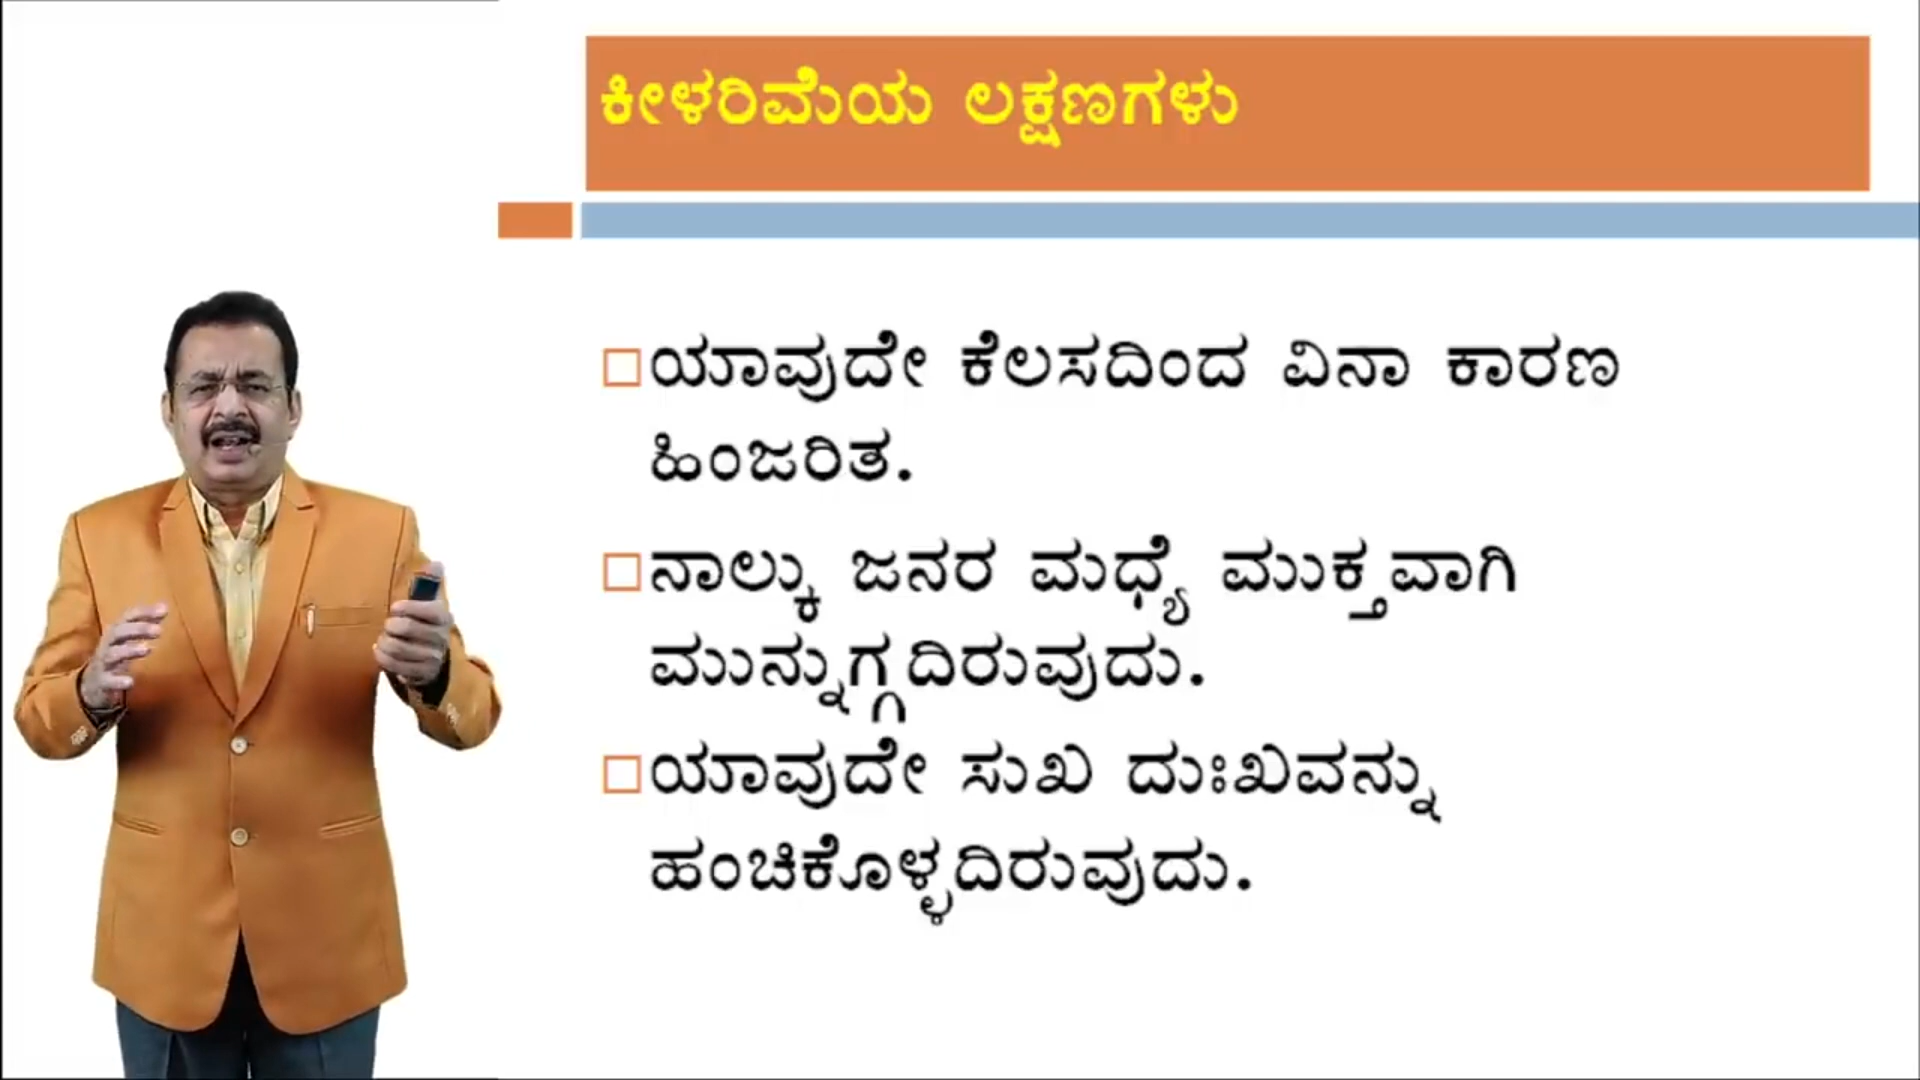 ಕೀಳರಿಮೆಯ ಲಕ್ಷಣಗಳು
ಯಾವುದೇ ಕೆಲಸದಿಂದ ವಿನಾ ಕಾರಣ
ಹಿಂಜರಿತ.
ನಾಲ್ಕು ಜನರ ಮಧ್ಯೆ ಮುಕ್ತವಾಗಿ
ಮುನ್ನುಗ್ಗದಿರುವುದು.
ಯಾವುದೇ ಸುಖ ದುಃಖವನ್ನು
ಹಂಚಿಕೊಳ್ಳದಿರುವುದು.